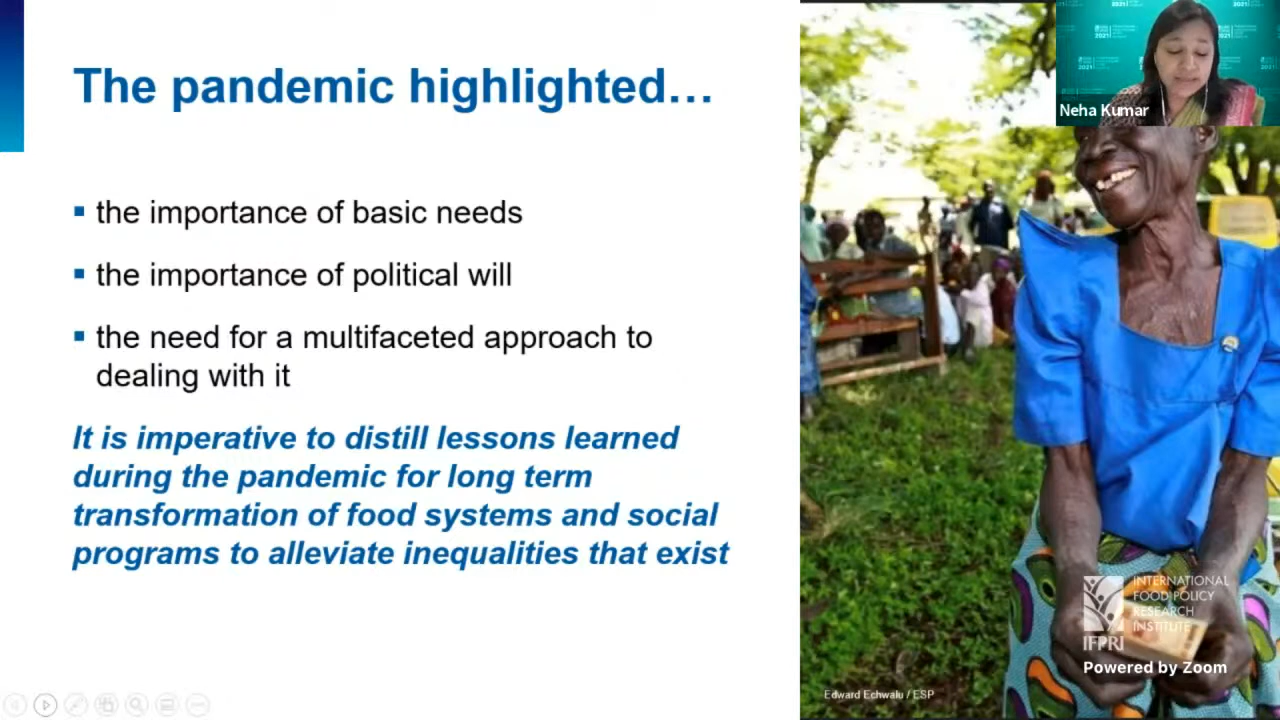 The pandemic highlighted…
▪ the importance of basic needs
▪ the importance of political will
▪ the need for a multifaceted approach to
dealing with it
It is imperative to distill lessons learned
during the pandemic for long term
transformation of food systems and social
programs to alleviate inequalities that exist
Neha Kumar
INTERNATIONAL
FOOD POLICY
RESEARCH
INSTITUTE
IFPRI
Powered by Zoom
Edward Echwalu / ESP
2021